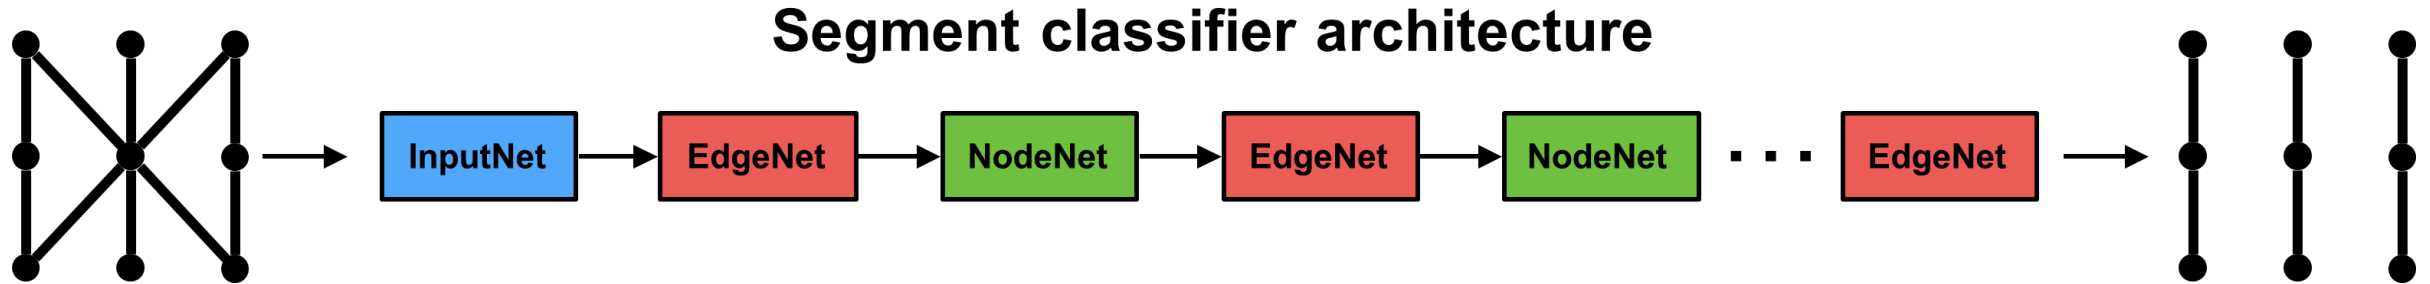 Segment classifier architecture
InputNet
EdgeNet
NodeNet
EdgeNet
NodeNet
. . .
EdgeNet